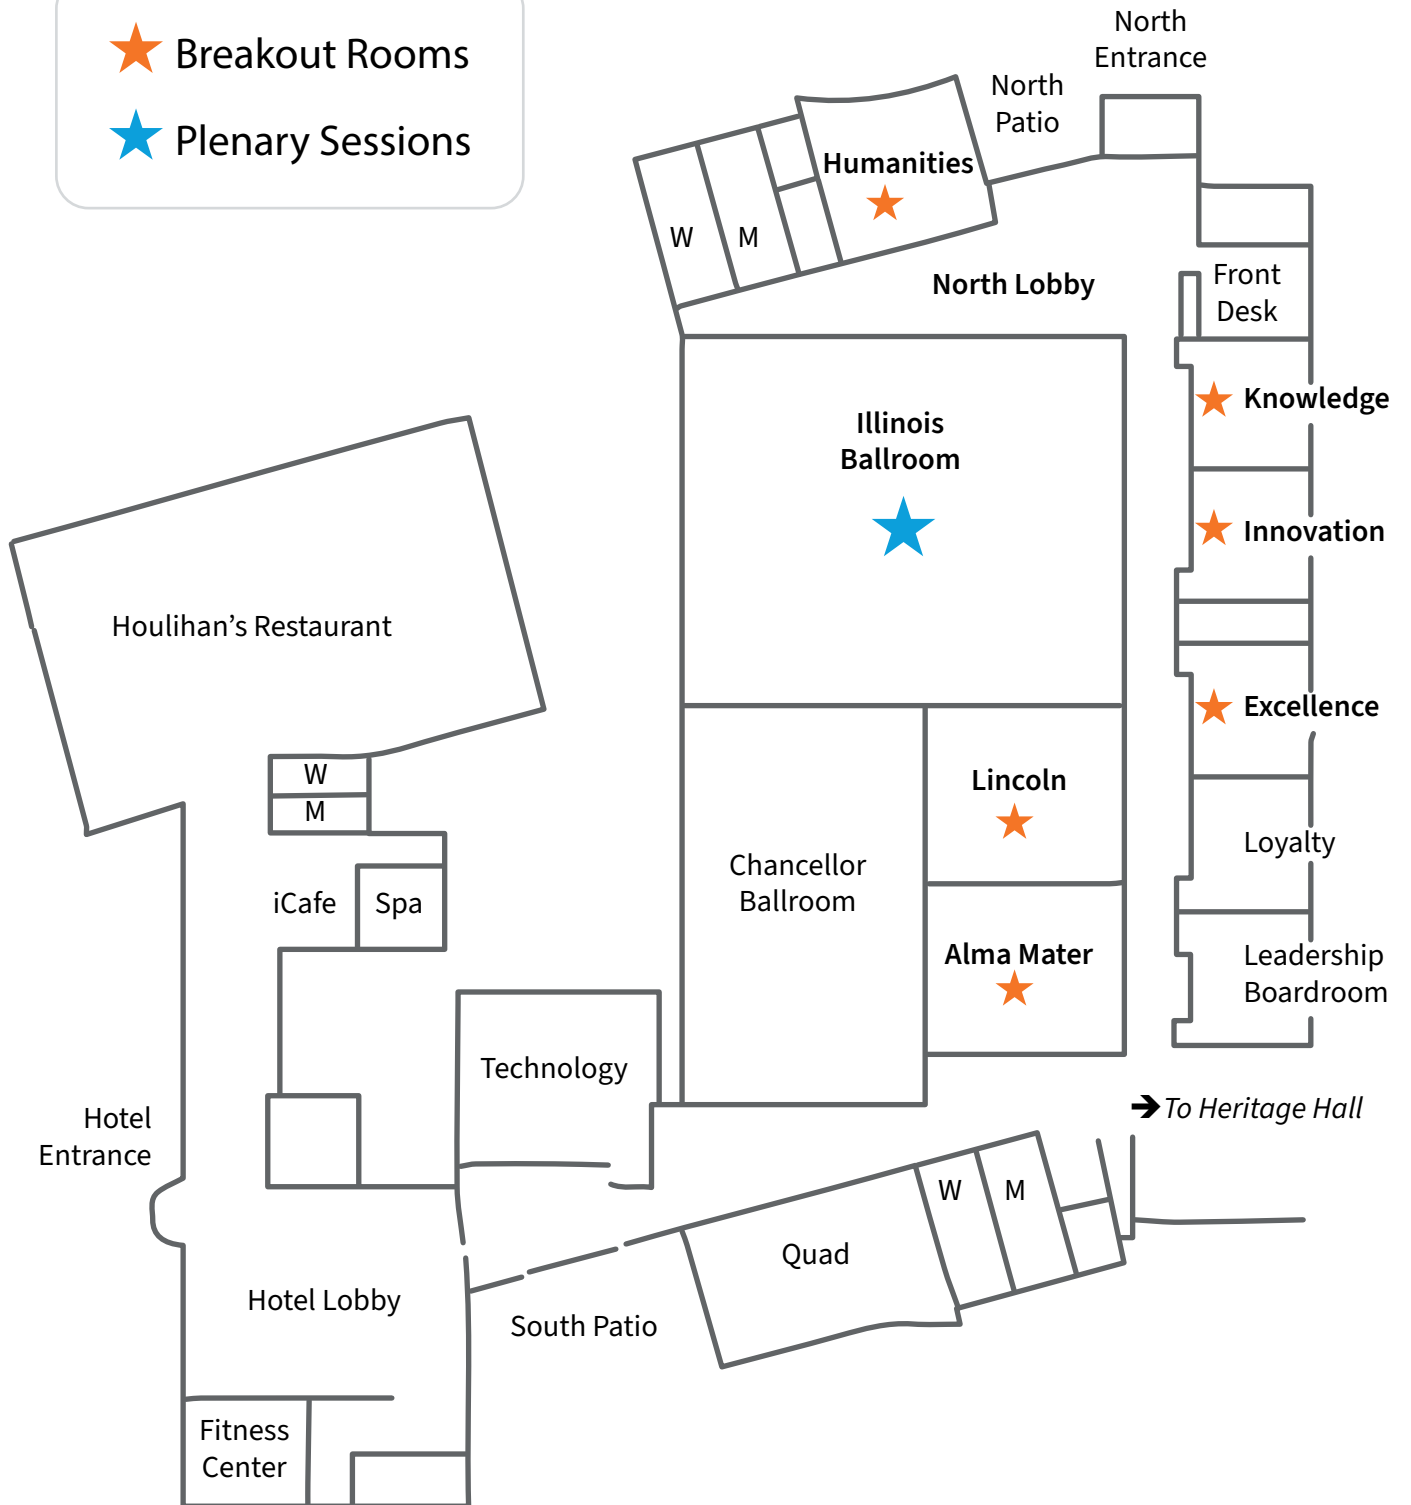 Breakout Rooms
Plenary Sessions
North
Entrance
North
Patio
Humanities
W
M
North Lobby
Front
Desk
Knowledge
Illinois
Ballroom
Innovation
Houlihan’s Restaurant
Excellence
W
M
Lincoln
Loyalty
Chancellor
Ballroom
iCafe
Spa
Alma Mater
Leadership
Boardroom
Technology
Hotel
Entrance
➔ To Heritage Hall
W
M
Quad
Hotel Lobby
South Patio
Fitness
Center